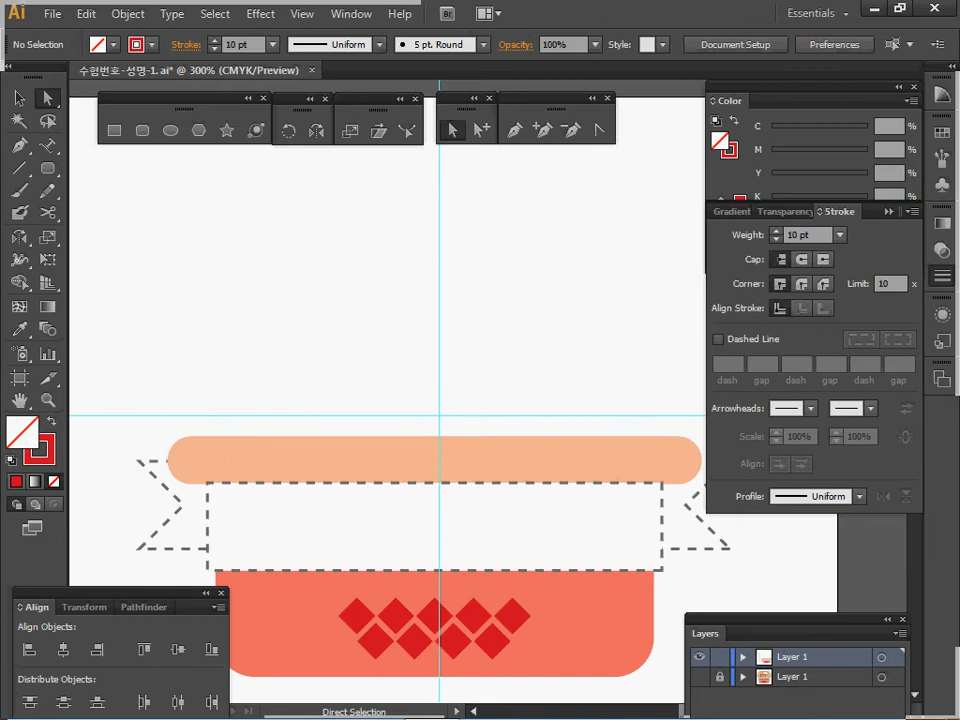 Ai File Edit Object Type Select Effect View Window Help Br Essentials
No Selection Stroke: 10 pt Uniform 5 pt. Round Opacity: 100% Style: Document Setup Preferences
수험번호-성명-1. ai* @ 300% (CMYK/Preview)
Color
C %
M %
Y %
K %
Gradient Transparency Stroke
Weight: 10 pt
Cap:
Corner: Limit: 10 x
Align Stroke:
Dashed Line
dash gap dash gap dash gap
Arrowheads:
Scale: 100% 100%
Align:
Profile: Uniform
Align Transform Pathfinder
Align Objects:
Distribute Objects:
Layers
Layer 1
Layer 1
Direct Selection